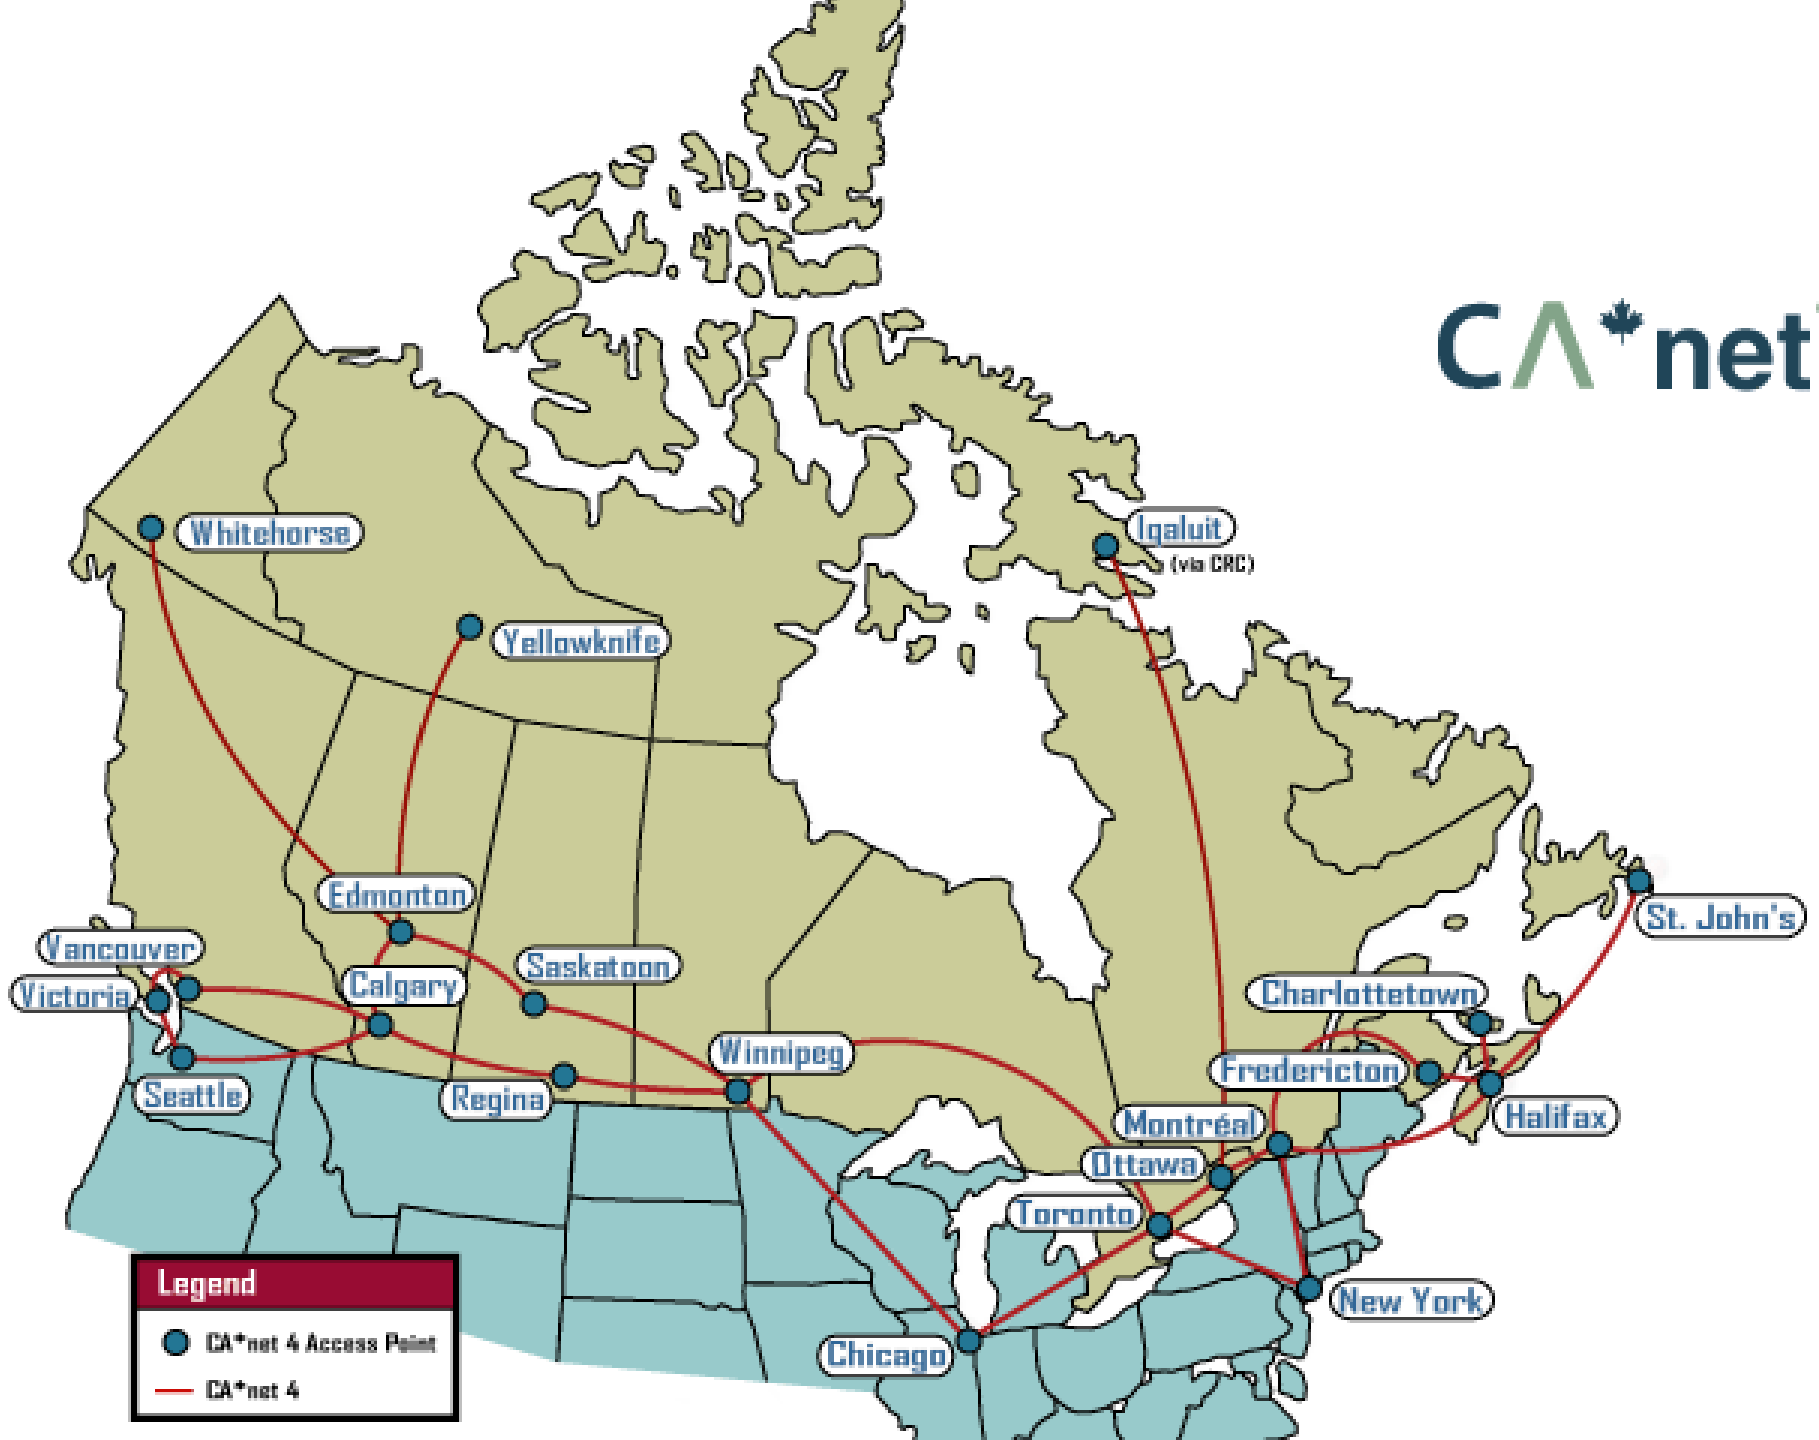 CA*net
Whitehorse
Iqaluit
(via CRC)
Yellowknife
Edmonton
St. John's
Vancouver
Saskatoon
Calgary
Victoria
Charlottetown
Winnipeg
Fredericton
Seattle
Regina
Halifax
Montréal
Ottawa
Toronto
New York
Chicago
Legend
CA*net 4 Access Point
CA*net 4